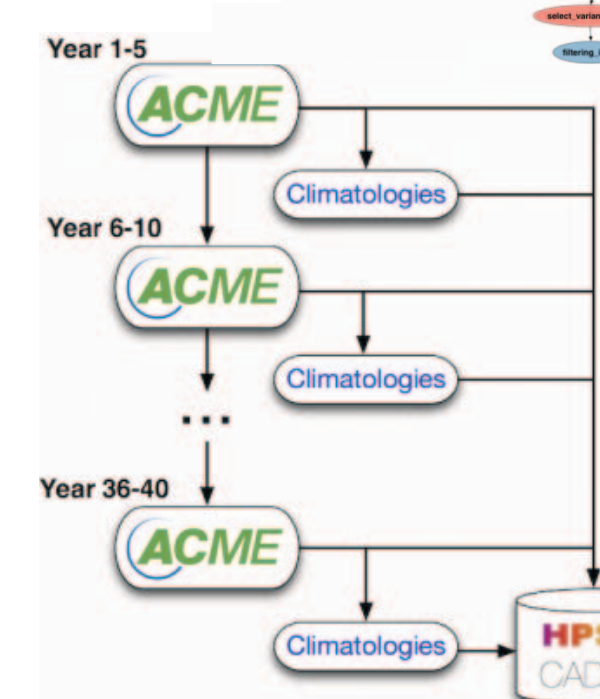 Year 1-5
ACME
Climatologies
Year 6-10
ACME
Climatologies
...
Year 36-40
ACME
Climatologies